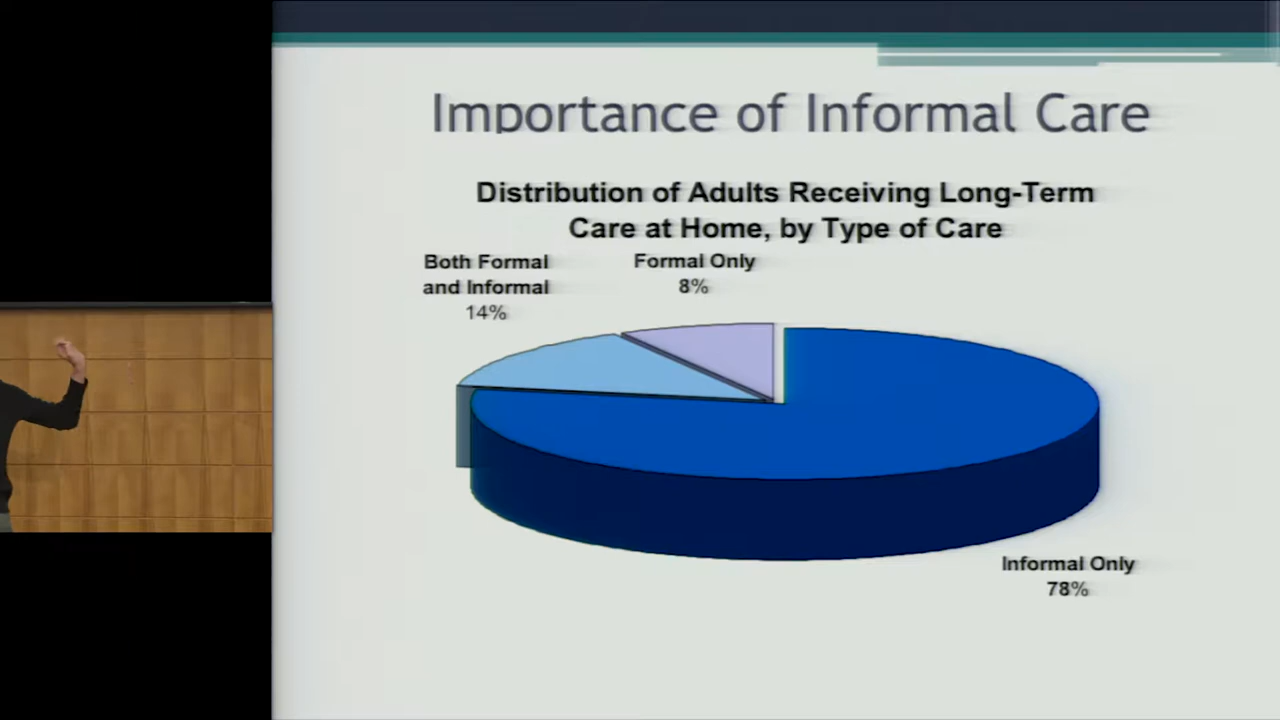 Importance of Informal Care
Distribution of Adults Receiving Long-Term
Care at Home, by Type of Care
Both Formal
and Informal
14%
Formal Only
8%
Informal Only
78%